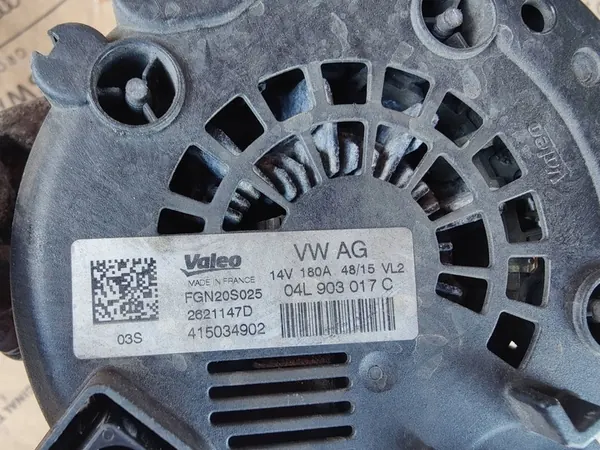 Valeo
MADE IN FRANCE
FGN20S025
2621147D
415034902
03S
VW AG
14V 180A 48/15 VL2
04L 903 017 C
Valeo